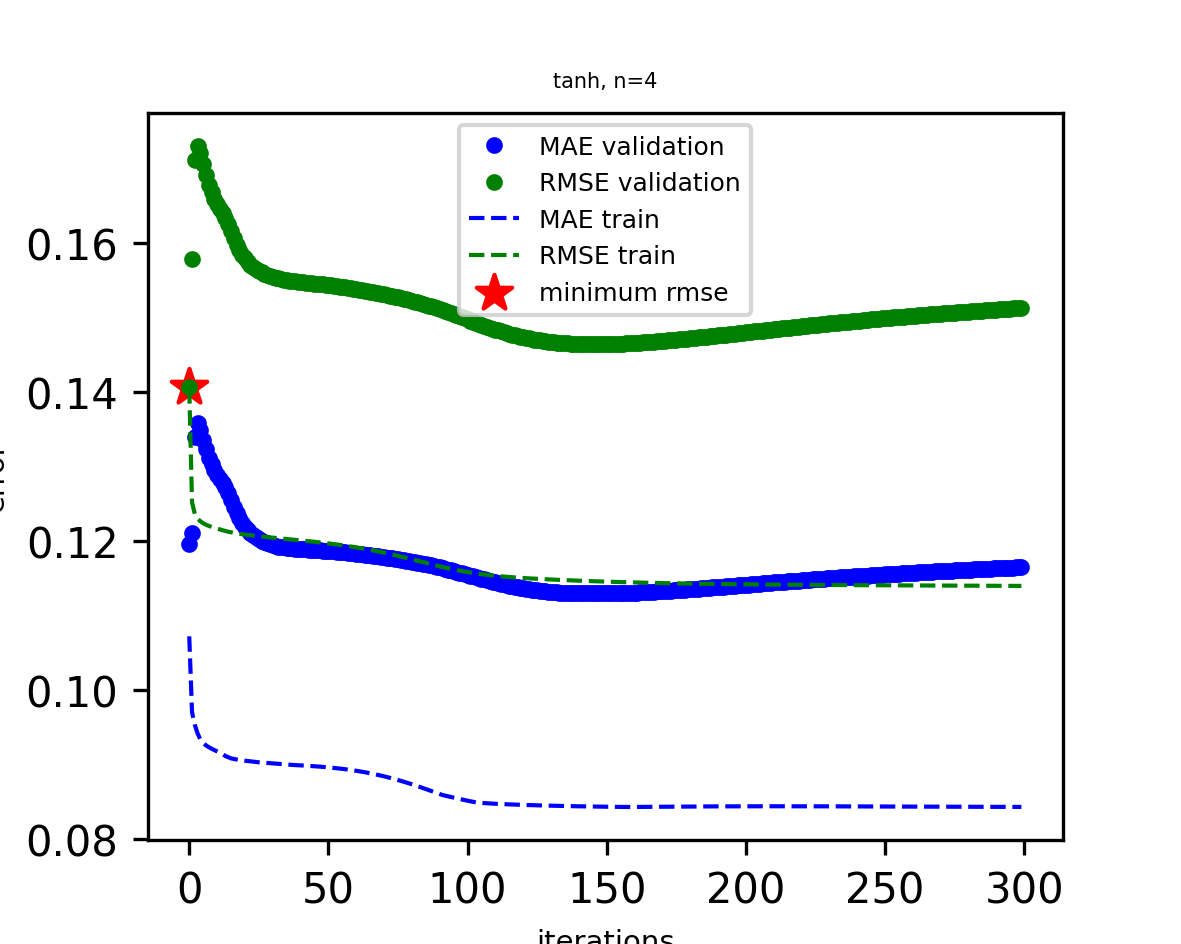 tanh, n=4
MAE validation
RMSE validation
MAE train
RMSE train
minimum rmse
0.16
0.14
0.12
0.10
0.08
0 50 100 150 200 250 300
iterations